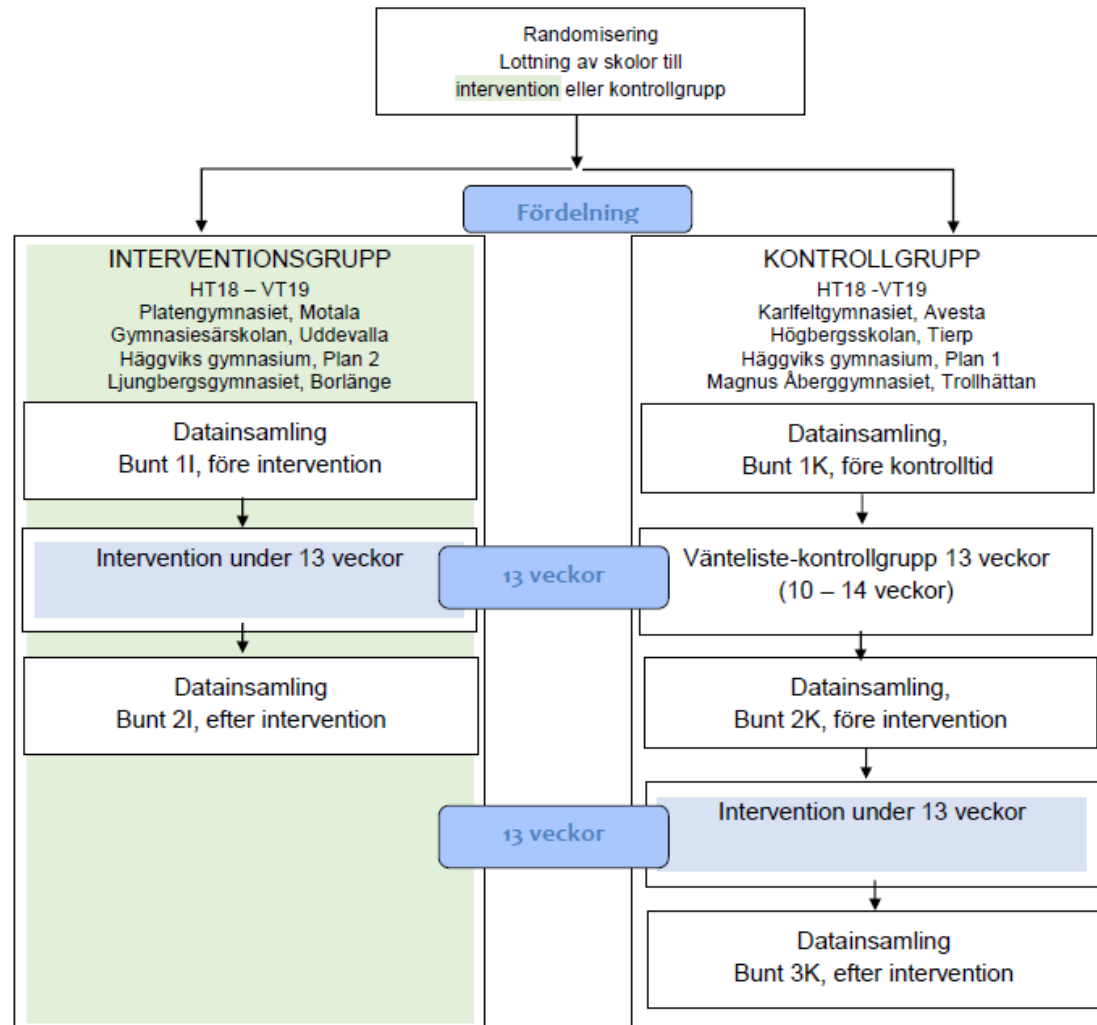 Randomisering
Lottning av skolor till
intervention eller kontrollgrupp
Fördelning
INTERVENTIONSGRUPP
HT18 – VT19
Platengymnasiet, Motala
Gymnasiesärskolan, Uddevalla
Häggviks gymnasium, Plan 2
Ljungbergsgymnasiet, Borlänge
Datainsamling
Bunt 1I, före intervention
Intervention under 13 veckor
Datainsamling
Bunt 2I, efter intervention
13 veckor
13 veckor
KONTROLLGRUPP
HT18 -VT19
Karlfeltgymnasiet, Avesta
Högbergsskolan, Tierp
Häggviks gymnasium, Plan 1
Magnus Åberggymnasiet, Trollhättan
Datainsamling,
Bunt 1K, före kontrolltid
Vänteliste-kontrollgrupp 13 veckor
(10 – 14 veckor)
Datainsamling,
Bunt 2K, före intervention
Intervention under 13 veckor
Datainsamling
Bunt 3K, efter intervention